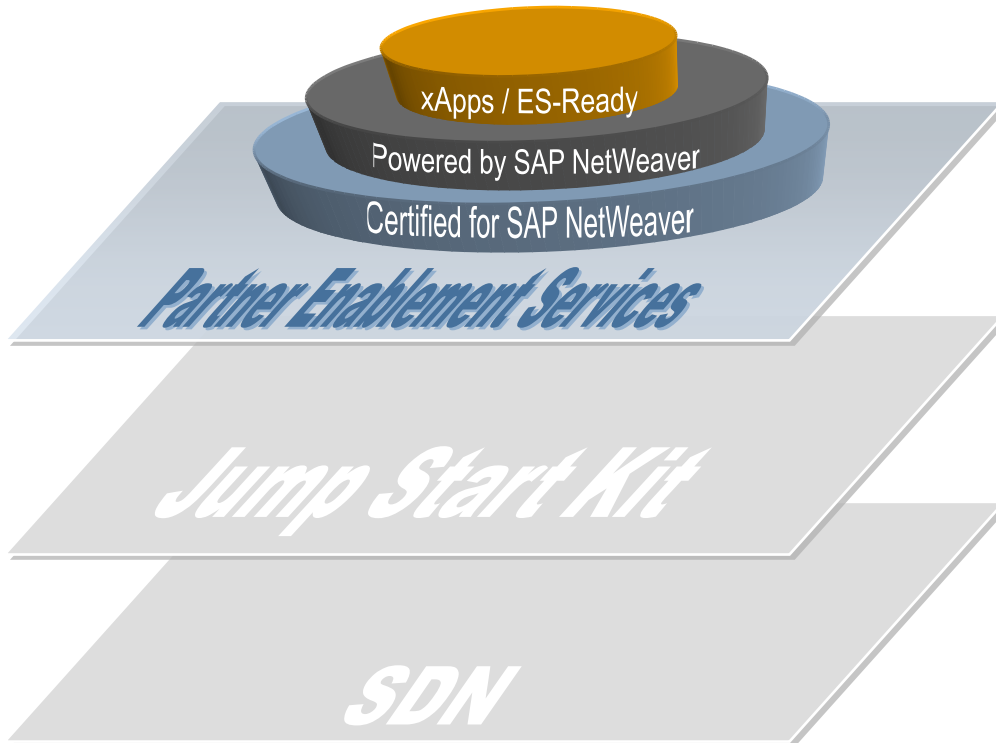 xApps / ES-Ready
Powered by SAP NetWeaver
Certified for SAP NetWeaver
Partner Enablement Services
Jump Start Kit
SDN